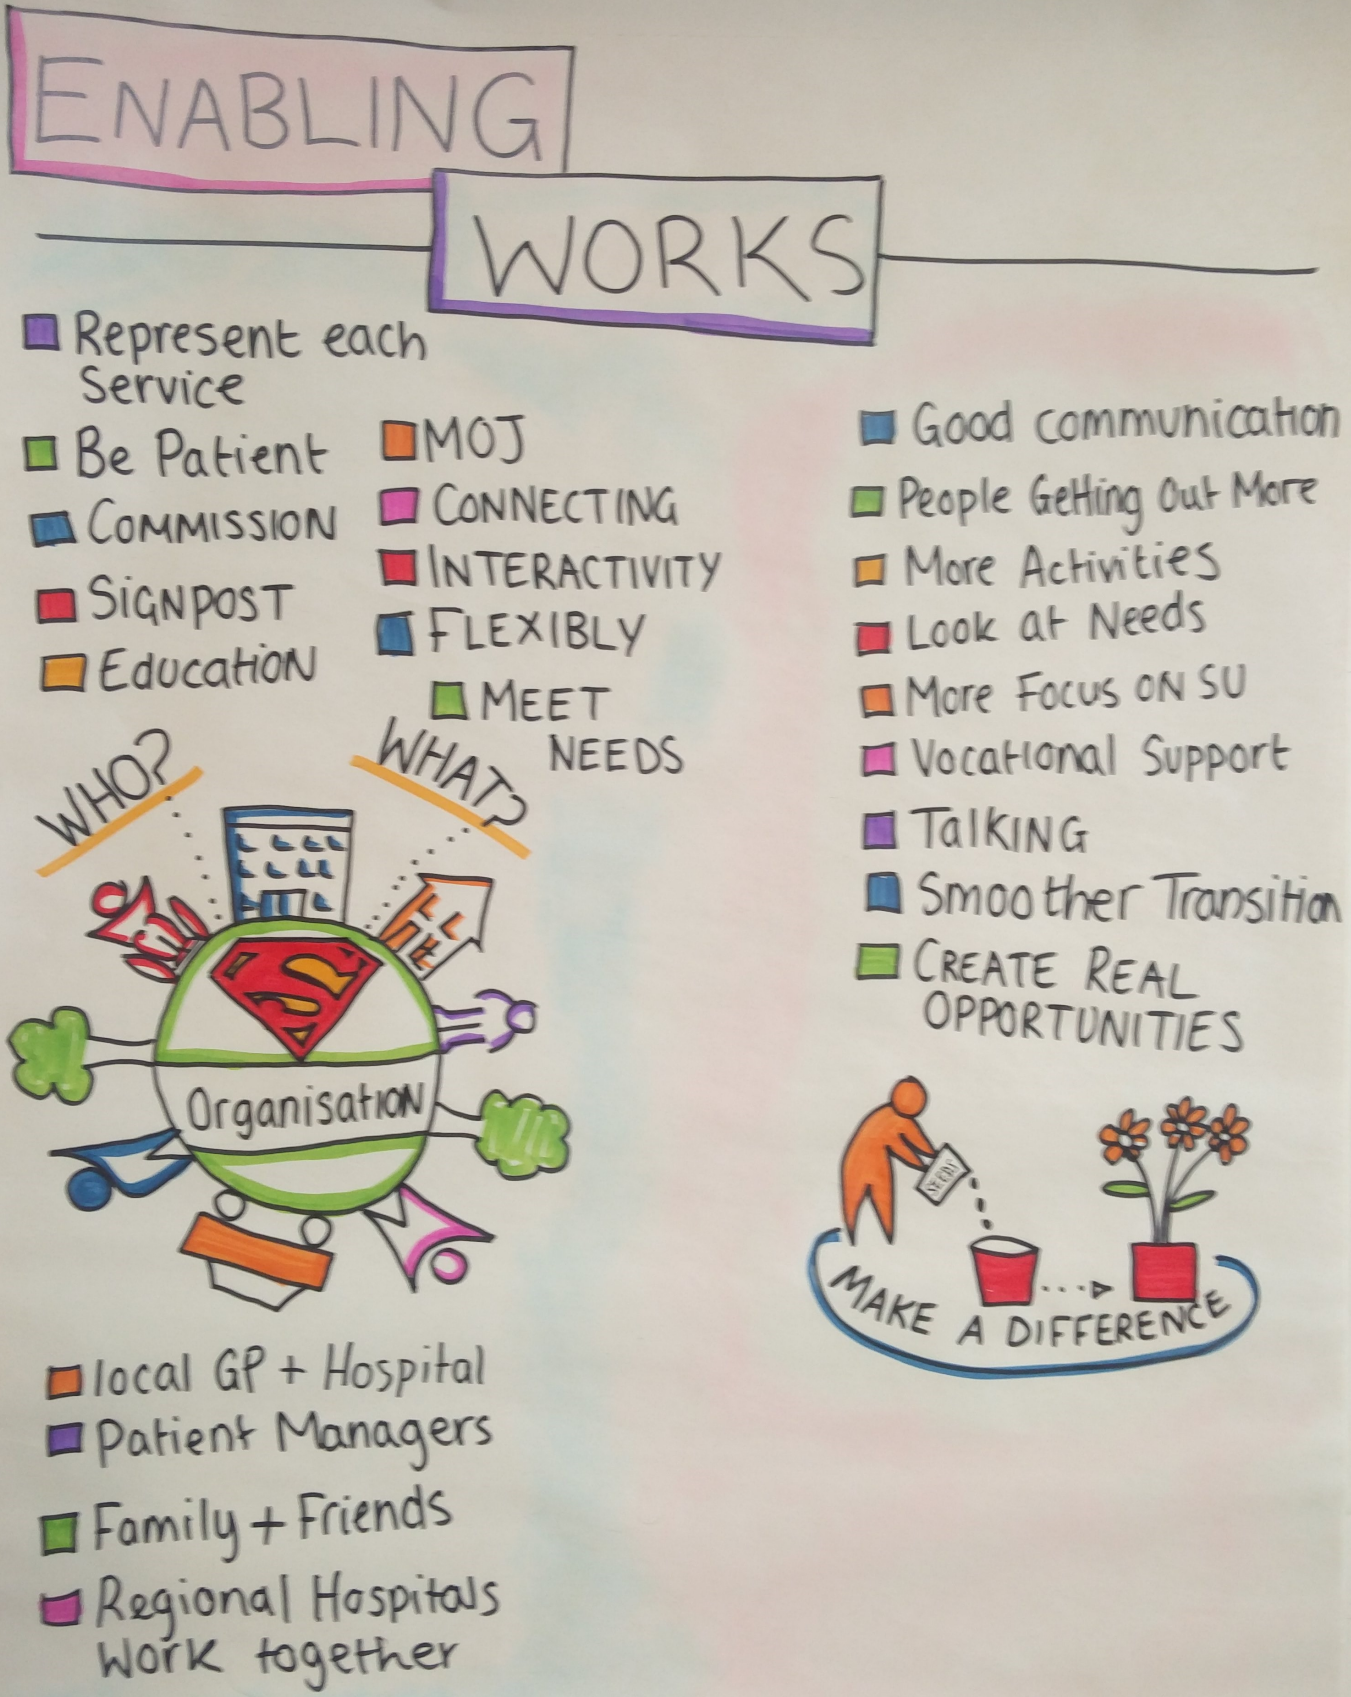 ENABLING
WORKS
Represent each
Service
Be Patient
COMMISSION
SIGNPOST
Education
MOJ
CONNECTING
INTERACTIVITY
FLEXIBLY
MEET
NEEDS
WHO?
WHAT?
S
Organisation
local GP + Hospital
Patient Managers
Family + Friends
Regional Hospitals
Work together
Good communication
People Getting Out More
More Activities
Look at Needs
More Focus ON SU
Vocational Support
Talking
Smoother Transition
CREATE REAL
OPPORTUNITIES
SEEDS
MAKE A DIFFERENCE